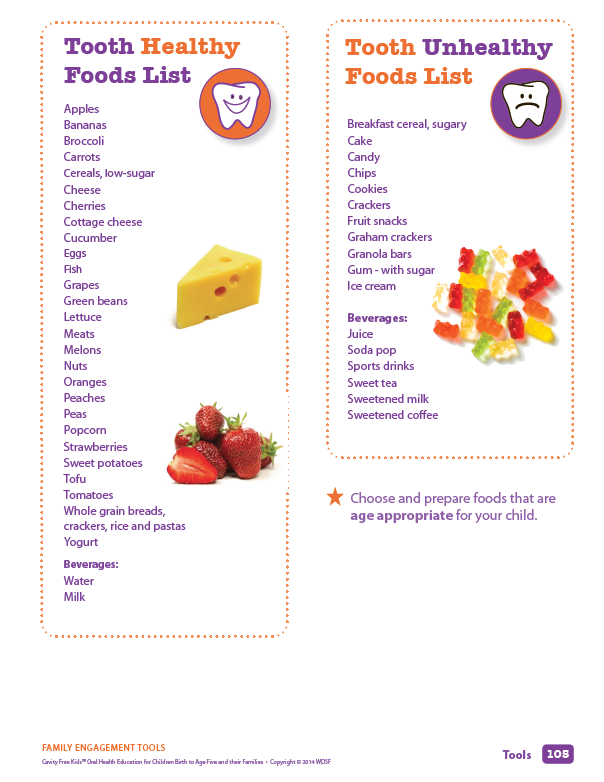 Tooth Healthy
Foods List
Apples
Bananas
Broccoli
Carrots
Cereals, low-sugar
Cheese
Cherries
Cottage cheese
Cucumber
Eggs
Fish
Grapes
Green beans
Lettuce
Meats
Melons
Nuts
Oranges
Peaches
Peas
Popcorn
Strawberries
Sweet potatoes
Tofu
Tomatoes
Whole grain breads,
crackers, rice and pastas
Yogurt
Beverages:
Water
Milk
Tooth Unhealthy
Foods List
Breakfast cereal, sugary
Cake
Candy
Chips
Cookies
Crackers
Fruit snacks
Graham crackers
Granola bars
Gum - with sugar
Ice cream
Beverages:
Juice
Soda pop
Sports drinks
Sweet tea
Sweetened milk
Sweetened coffee
Choose and prepare foods that are
age appropriate for your child.
FAMILY ENGAGEMENT TOOLS
Cavity Free Kids™ Oral Health Education for Children Birth to Age Five and their Families • Copyright © 2014 WDSF
Tools 108